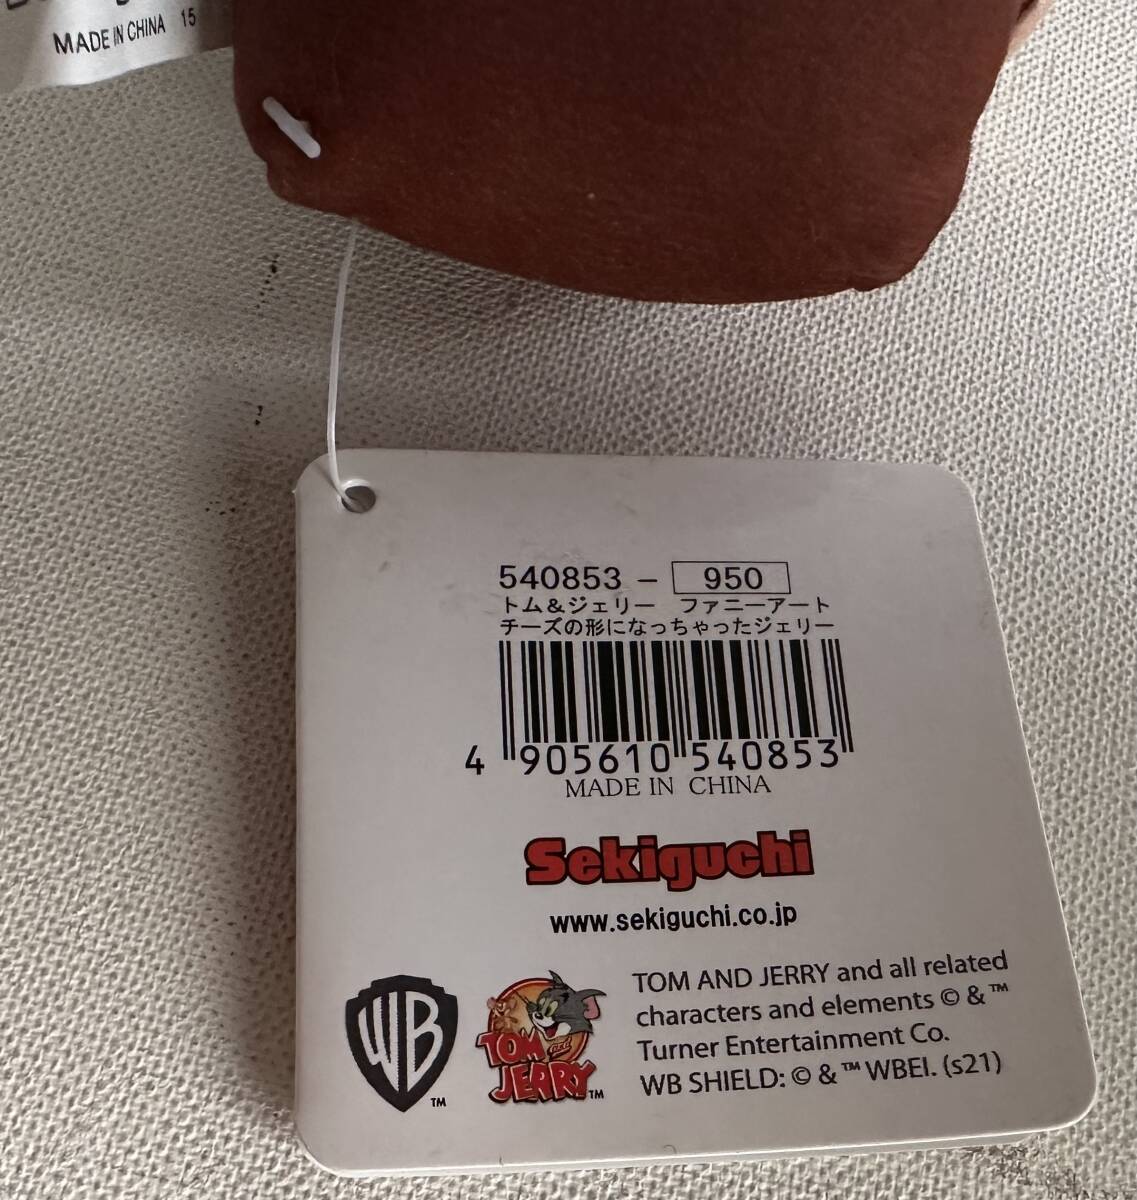 MADE IN CHINA 15
540853 - 950
トム&ジェリー ファニーアート
チーズの形になっちゃったジェリー
4 905610 540853
MADE IN CHINA
Sekiguchi
www.sekiguchi.co.jp
WB TM
TOM and JERRY TM
TOM AND JERRY and all related
characters and elements © & ™
Turner Entertainment Co.
WB SHIELD: © & ™ WBEI. (s21)